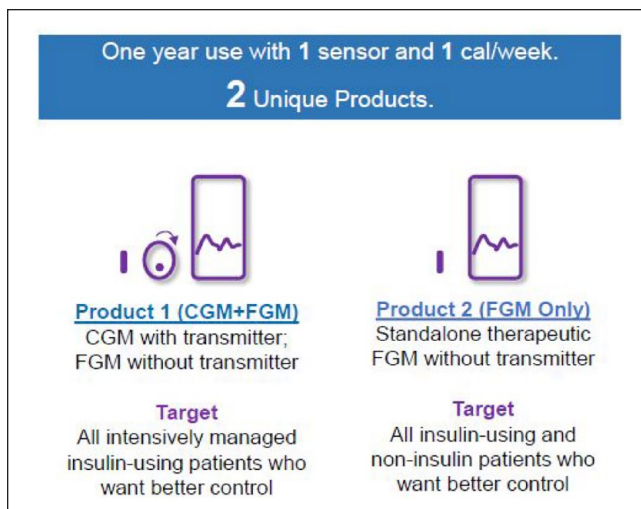 One year use with 1 sensor and 1 cal/week.
2 Unique Products.
Product 1 (CGM+FGM)
CGM with transmitter;
FGM without transmitter
Target
All intensively managed
insulin-using patients who
want better control
Product 2 (FGM Only)
Standalone therapeutic
FGM without transmitter
Target
All insulin-using and
non-insulin patients who
want better control